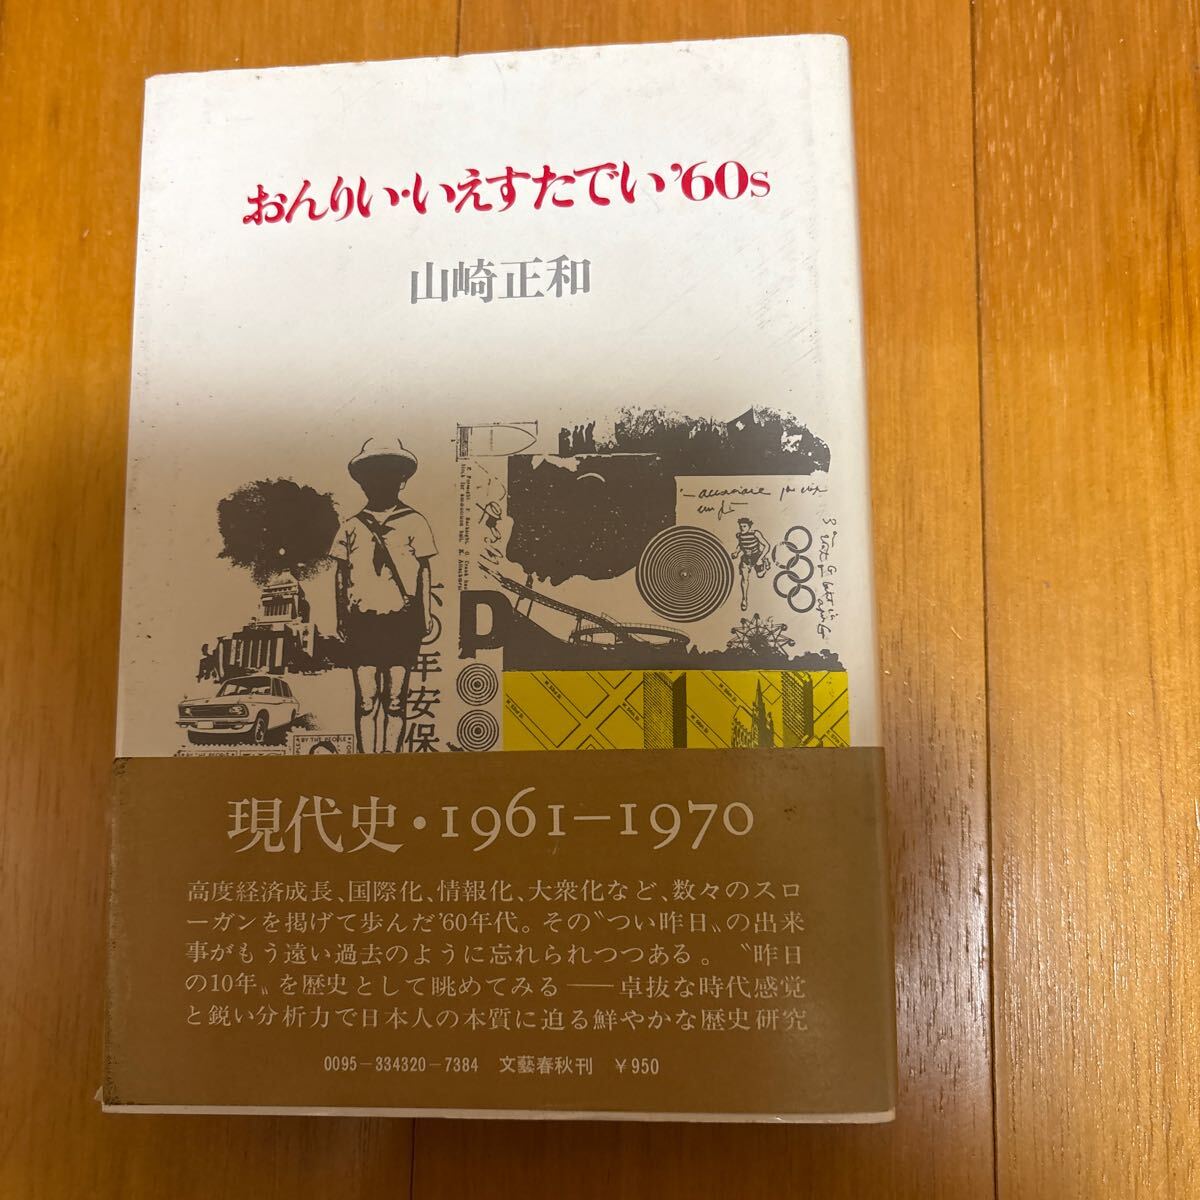 おんりい・いえすたでい'60s
山崎正和
六〇年安保
P
BY THE PEOPLE
現代史・1961–1970
高度経済成長、国際化、情報化、大衆化など、数々のスロ
ーガンを掲げて歩んだ'60年代。その〝つい昨日〟の出来
事がもう遠い過去のように忘れられつつある。〝昨日
の10年〟を歴史として眺めてみる——卓抜な時代感覚
と鋭い分析力で日本人の本質に迫る鮮やかな歴史研究
0095-334320-7384 文藝春秋刊 ￥950